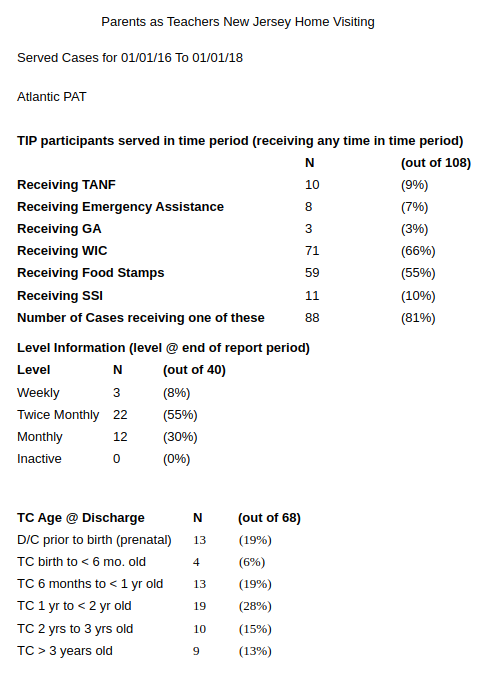 Parents as Teachers New Jersey Home Visiting
Served Cases for 01/01/16 To 01/01/18
Atlantic PAT
TIP participants served in time period (receiving any time in time period)
N (out of 108)
Receiving TANF 10 (9%)
Receiving Emergency Assistance 8 (7%)
Receiving GA 3 (3%)
Receiving WIC 71 (66%)
Receiving Food Stamps 59 (55%)
Receiving SSI 11 (10%)
Number of Cases receiving one of these 88 (81%)
Level Information (level @ end of report period)
Level N (out of 40)
Weekly 3 (8%)
Twice Monthly 22 (55%)
Monthly 12 (30%)
Inactive 0 (0%)
TC Age @ Discharge N (out of 68)
D/C prior to birth (prenatal) 13 (19%)
TC birth to < 6 mo. old 4 (6%)
TC 6 months to < 1 yr old 13 (19%)
TC 1 yr to < 2 yr old 19 (28%)
TC 2 yrs to 3 yrs old 10 (15%)
TC > 3 years old 9 (13%)